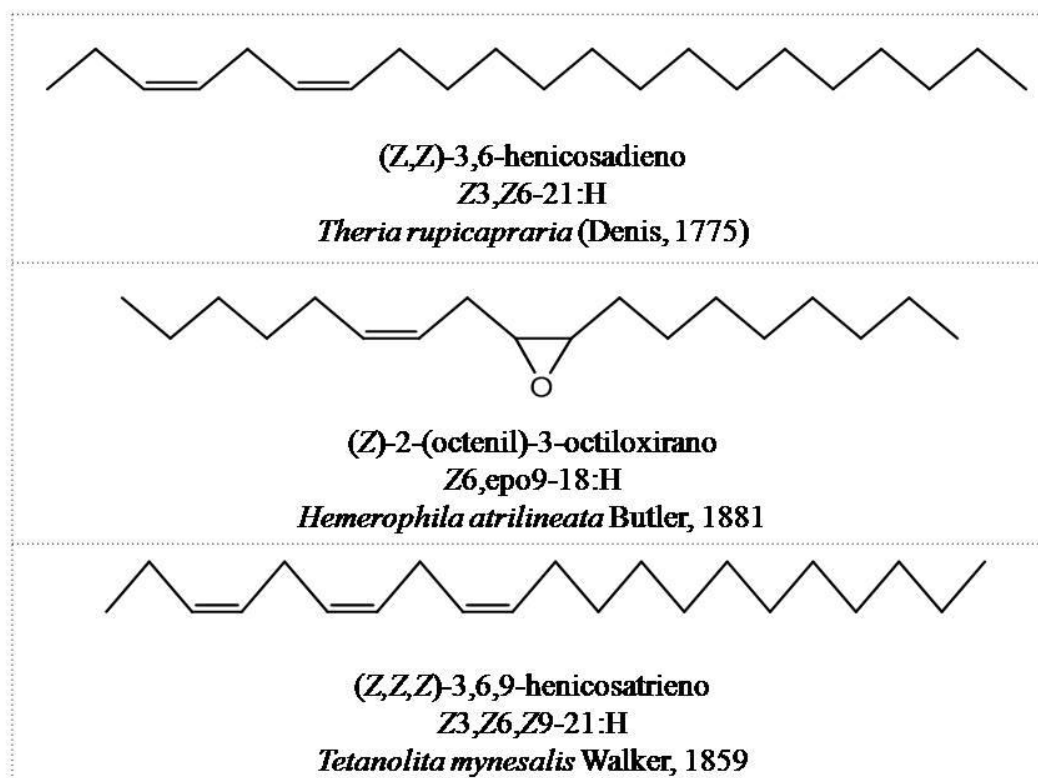 (Z,Z)-3,6-henicosadieno
Z3,Z6-21:H
Theria rupicapraria (Denis, 1775)
O
(Z)-2-(octenil)-3-octiloxirano
Z6,epo9-18:H
Hemerophila atrilineata Butler, 1881
(Z,Z,Z)-3,6,9-henicosatrieno
Z3,Z6,Z9-21:H
Tetanolita mynesalis Walker, 1859